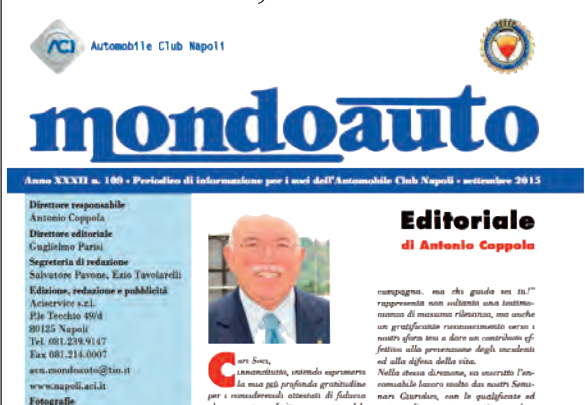 ACI
Automobile Club Napoli
mondoauto
Anno XXXII n. 109 - Periodico di informazione per i soci dell'Automobile Club Napoli - settembre 2015
Direttore responsabile
Antonio Coppola
Direttore editoriale
Guglielmo Parisi
Segreteria di redazione
Salvatore Pavone, Ezio Tavolarelli
Edizione, redazione e pubblicità
Aciservice s.r.l.
P.le Tecchio 49/d
80125 Napoli
Tel. 081.239.9147
Fax 081.214.0007
acn.mondoauto@tin.it
www.napoli.aci.it
Fotografie
Editoriale
di Antonio Coppola
Cari Soci,
innanzitutto, intendo esprimere
la mia più profonda gratitudine
per i considerevoli attestati di fiducia
campagna. ma chi guida sei tu!"
rappresenta non soltanto una testimo-
nianza di massima rilevanza, ma anche
un gratificante riconoscimento verso i
nostri sforzi tesi a dare un contributo ef-
fettivo alla prevenzione degli incidenti
ed alla difesa della vita.
Nella stessa direzione, va ascritto l'en-
comiabile lavoro svolto dai nostri Semi-
nari Giuridici, con le qualificate ed